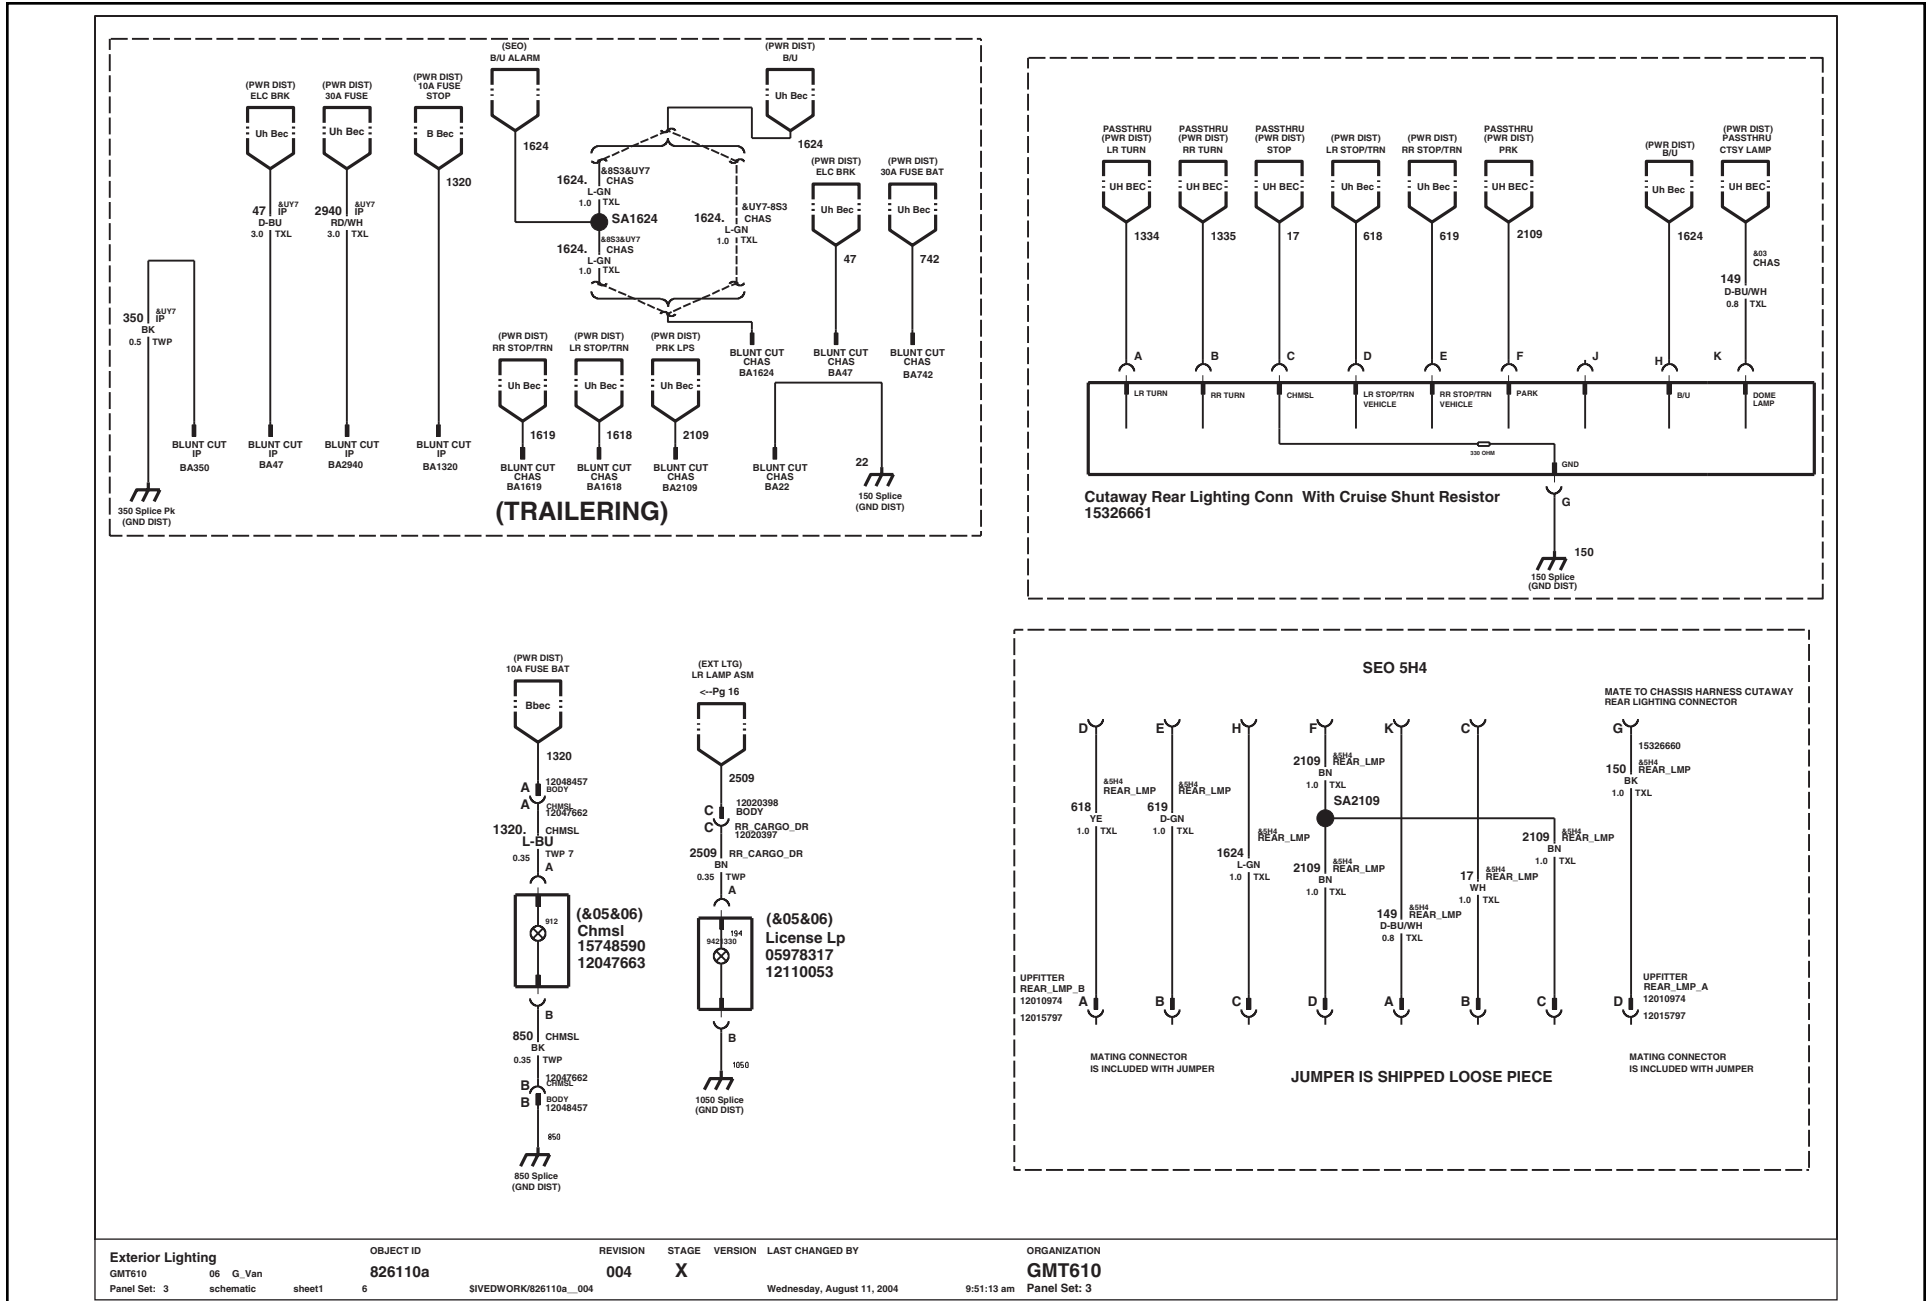 (SEO)
B/U ALARM
(PWR DIST)
B/U
(PWR DIST)
ELC BRK
(PWR DIST)
30A FUSE
(PWR DIST)
10A FUSE
STOP
Uh Bec
Uh Bec
Uh Bec
B Bec
1624
1624
1320
47
&UY7
IP
D-BU
3.0 TXL
2940
&UY7
IP
RD/WH
3.0 TXL
1624.
&8S3&UY7
CHAS
L-GN
1.0 TXL
SA1624
1624.
&8S3&UY7
CHAS
L-GN
1.0 TXL
1624.
&UY7-8S3
CHAS
L-GN
1.0 TXL
(PWR DIST)
ELC BRK
Uh Bec
47
(PWR DIST)
30A FUSE BAT
Uh Bec
742
350
&UY7
IP
BK
0.5 TWP
350 Splice Pk
(GND DIST)
BLUNT CUT
IP
BA350
BLUNT CUT
IP
BA47
BLUNT CUT
IP
BA2940
BLUNT CUT
IP
BA1320
(PWR DIST)
RR STOP/TRN
Uh Bec
1619
BLUNT CUT
CHAS
BA1619
(PWR DIST)
LR STOP/TRN
Uh Bec
1618
BLUNT CUT
CHAS
BA1618
(PWR DIST)
PRK LPS
Uh Bec
2109
BLUNT CUT
CHAS
BA2109
BLUNT CUT
CHAS
BA1624
BLUNT CUT
CHAS
BA47
BLUNT CUT
CHAS
BA742
BLUNT CUT
CHAS
BA22
22
150 Splice
(GND DIST)
(TRAILERING)
PASSTHRU
(PWR DIST)
LR TURN
PASSTHRU
(PWR DIST)
RR TURN
PASSTHRU
(PWR DIST)
STOP
(PWR DIST)
LR STOP/TRN
(PWR DIST)
RR STOP/TRN
PASSTHRU
(PWR DIST)
PRK
(PWR DIST)
B/U
(PWR DIST)
PASSTHRU
CTSY LAMP
UH BEC
UH BEC
UH BEC
UH BEC
UH BEC
UH BEC
UH BEC
UH BEC
1334
1335
17
618
619
2109
1624
&03
CHAS
149
D-BU/WH
0.8 TXL
A
B
C
D
E
F
J
H
K
LR TURN
RR TURN
CHMSL
LR STOP/TRN
VEHICLE
RR STOP/TRN
VEHICLE
PARK
B/U
DOME
LAMP
330 OHM
GND
Cutaway Rear Lighting Conn With Cruise Shunt Resistor
15326661
G
150
150 Splice
(GND DIST)
(PWR DIST)
10A FUSE BAT
Bbec
1320
A
12048457
BODY
A
CHMSL
12047662
1320.
CHMSL
L-BU
0.35 TWP 7
A
912
(&05&06)
Chmsl
15748590
12047663
B
850
CHMSL
BK
0.35 TWP
12047662
B
CHMSL
B
BODY
12048457
850
850 Splice
(GND DIST)
(EXT LTG)
LR LAMP ASM
<--Pg 16
2509
C
12020398
BODY
C
RR_CARGO_DR
12020397
2509
RR_CARGO_DR
BN
0.35 TWP
A
194
9421330
(&05&06)
License Lp
05978317
12110053
B
1050
1050 Splice
(GND DIST)
SEO 5H4
MATE TO CHASSIS HARNESS CUTAWAY
REAR LIGHTING CONNECTOR
D
E
H
F
K
C
G
15326660
&5H4
REAR_LMP
618
YE
1.0 TXL
&5H4
REAR_LMP
619
D-GN
1.0 TXL
&5H4
REAR_LMP
1624
L-GN
1.0 TXL
2109
&5H4
REAR_LMP
BN
1.0 TXL
SA2109
2109
&5H4
REAR_LMP
BN
1.0 TXL
149
&5H4
REAR_LMP
D-BU/WH
0.8 TXL
17
&5H4
REAR_LMP
WH
1.0 TXL
2109
&5H4
REAR_LMP
BN
1.0 TXL
150
&5H4
REAR_LMP
BK
1.0 TXL
UPFITTER
REAR_LMP_B
12010974
12015797
A
B
C
D
A
B
C
D
UPFITTER
REAR_LMP_A
12010974
12015797
MATING CONNECTOR
IS INCLUDED WITH JUMPER
JUMPER IS SHIPPED LOOSE PIECE
MATING CONNECTOR
IS INCLUDED WITH JUMPER
Exterior Lighting
OBJECT ID
REVISION
STAGE
VERSION
LAST CHANGED BY
ORGANIZATION
GMT610
06 G_Van
826110a
004
X
GMT610
Panel Set: 3
schematic
sheet1
6
$IVEDWORK/826110a__004
Wednesday, August 11, 2004
9:51:13 am
Panel Set: 3